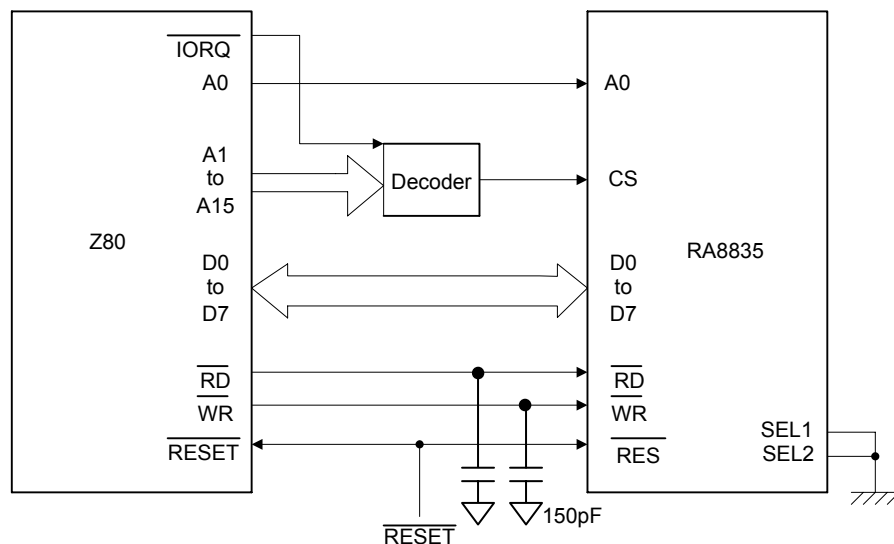 IORQ
A0
A1
to
A15
Z80
D0
to
D7
RD
WR
RESET
Decoder
A0
CS
RA8835
D0
to
D7
RD
WR
RES
SEL1
SEL2
150pF
RESET